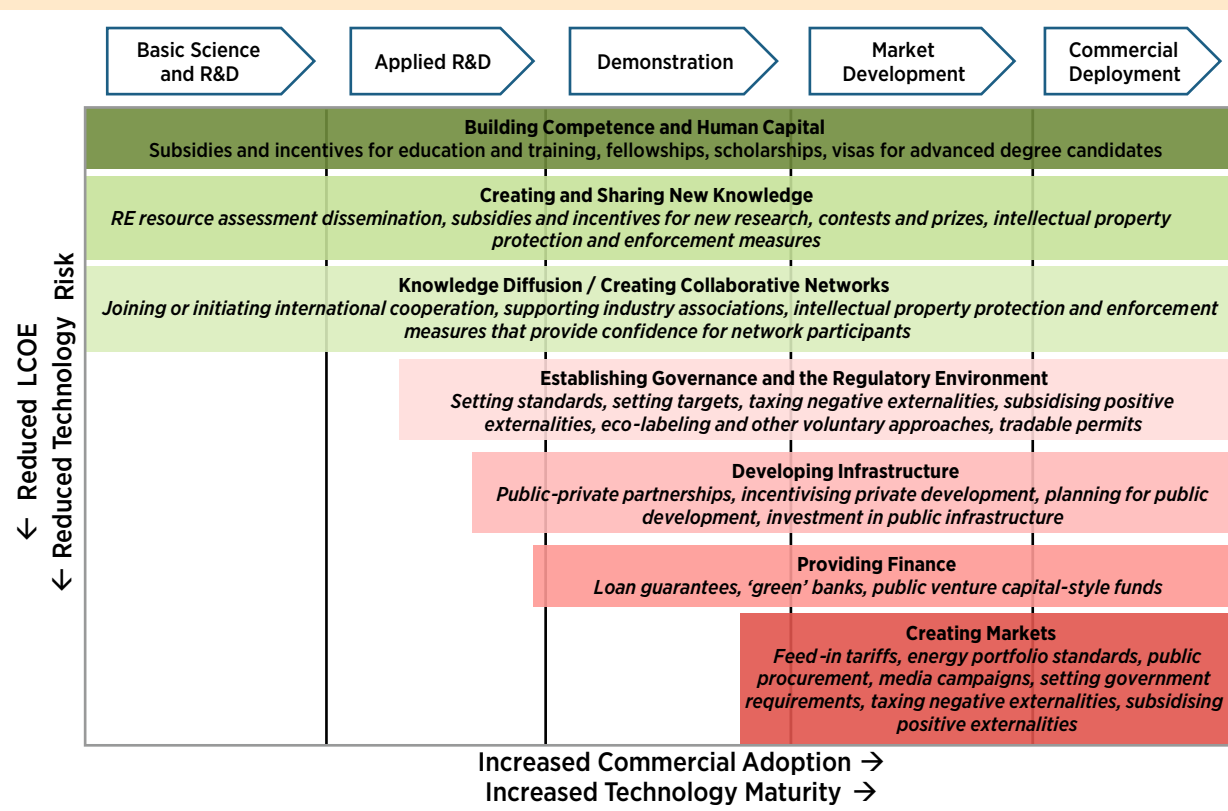 Basic Science
and R&D
Applied R&D
Demonstration
Market
Development
Commercial
Deployment
Building Competence and Human Capital
Subsidies and incentives for education and training, fellowships, scholarships, visas for advanced degree candidates
Creating and Sharing New Knowledge
RE resource assessment dissemination, subsidies and incentives for new research, contests and prizes, intellectual property
protection and enforcement measures
Knowledge Diffusion / Creating Collaborative Networks
Joining or initiating international cooperation, supporting industry associations, intellectual property protection and enforcement
measures that provide confidence for network participants
Establishing Governance and the Regulatory Environment
Setting standards, setting targets, taxing negative externalities, subsidising positive
externalities, eco-labeling and other voluntary approaches, tradable permits
Developing Infrastructure
Public-private partnerships, incentivising private development, planning for public
development, investment in public infrastructure
Providing Finance
Loan guarantees, ‘green’ banks, public venture capital-style funds
Creating Markets
Feed-in tariffs, energy portfolio standards, public
procurement, media campaigns, setting government
requirements, taxing negative externalities, subsidising
positive externalities
← Reduced LCOE
← Reduced Technology Risk
Increased Commercial Adoption →
Increased Technology Maturity →